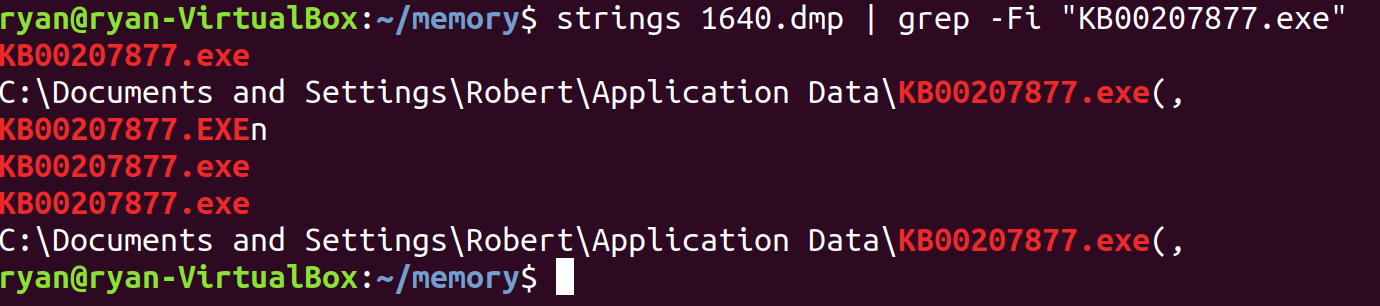 ryan@ryan-VirtualBox:~/memory$ strings 1640.dmp | grep -Fi "KB00207877.exe"
KB00207877.exe
C:\Documents and Settings\Robert\Application Data\KB00207877.exe(,
KB00207877.EXEn
KB00207877.exe
KB00207877.exe
C:\Documents and Settings\Robert\Application Data\KB00207877.exe(,
ryan@ryan-VirtualBox:~/memory$